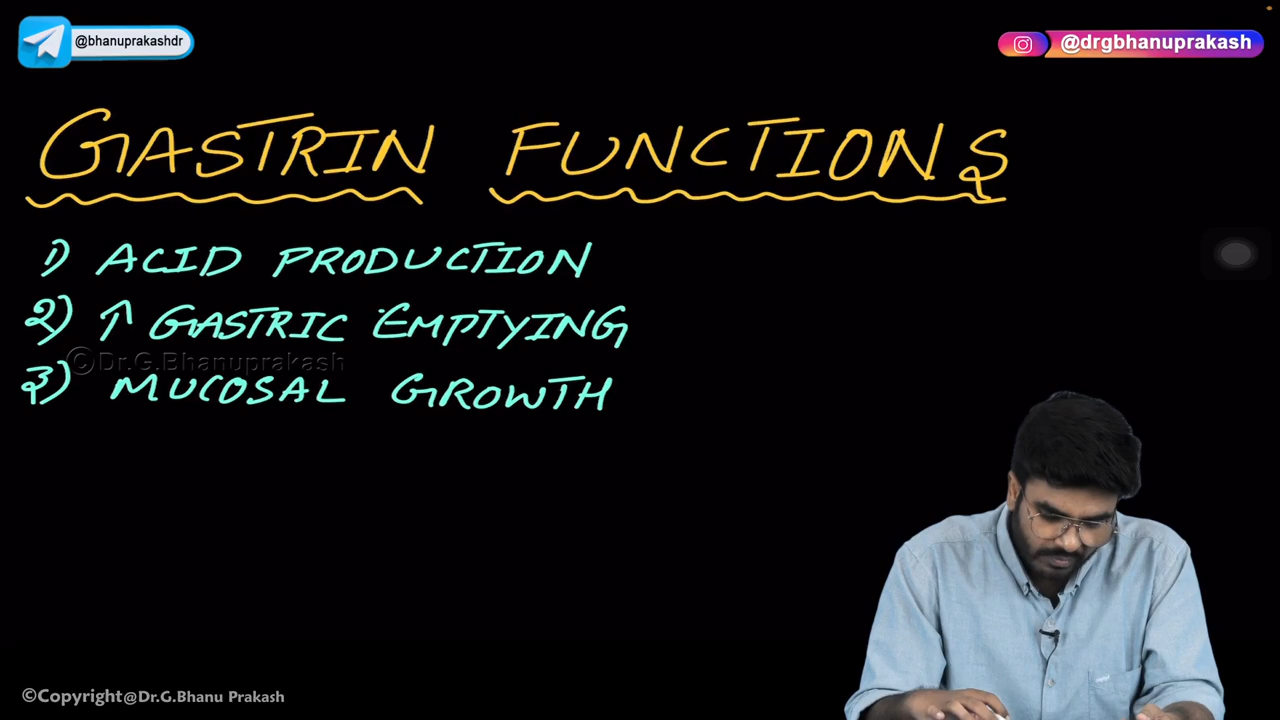 @bhanuprakashdr
@drgbhanuprakash
GASTRIN FUNCTIONS
1) ACID PRODUCTION
2) ↑ GASTRIC EMPTYING
©Dr.G.Bhanuprakash
3) MUCOSAL GROWTH
©Copyright@Dr.G.Bhanu Prakash